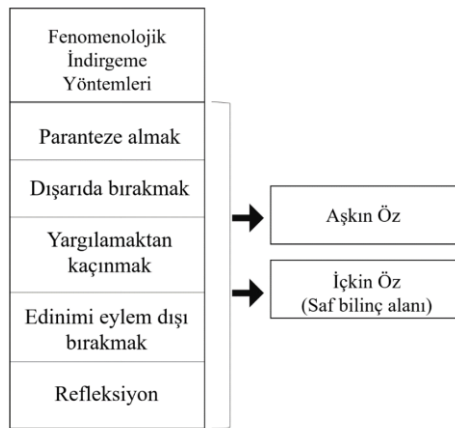 Fenomenolojik
İndirgeme
Yöntemleri
Paranteze almak
Dışarıda bırakmak
Yargılamaktan
kaçınmak
Edinimi eylem dışı
bırakmak
Refleksiyon
Aşkın Öz
İçkin Öz
(Saf bilinç alanı)